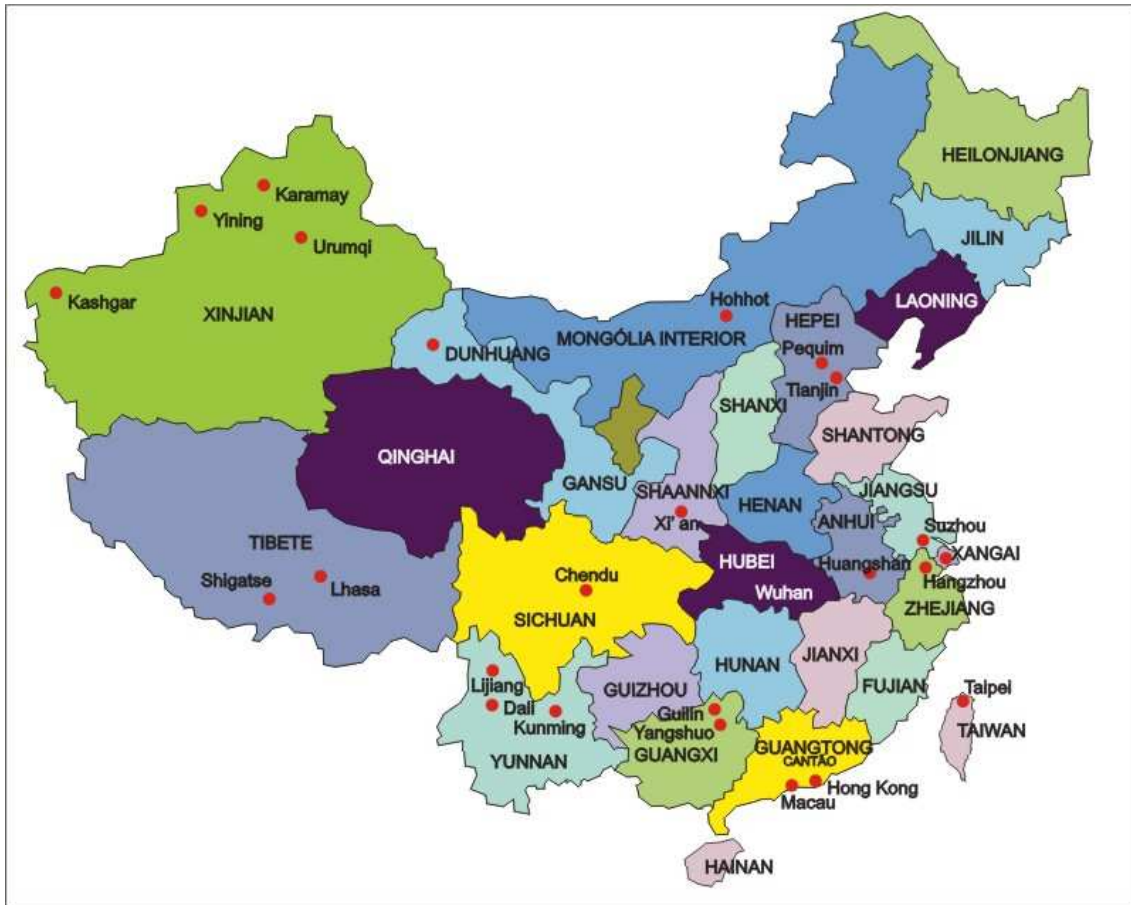 HEILONJIANG
Karamay
Yining
Urumqi
JILIN
Kashgar
XINJIAN
LAONING
Hohhot
HEPEI
MONGÓLIA INTERIOR
DUNHUANG
Pequim
Tianjin
SHANXI
SHANTONG
QINGHAI
GANSU
SHAANNXI
JIANGSU
HENAN
ANHUI
Xi' an
Suzhou
TIBETE
HUBEI
XANGAI
Huangshan
Shigatse
Lhasa
Chendu
Wuhan
Hangzhou
SICHUAN
ZHEJIANG
JIANXI
HUNAN
Lijiang
GUIZHOU
FUJIAN
Taipei
Dali
Kunming
Guilin
Yangshuo
TAIWAN
GUANGTONG
GUANGXI
YUNNAN
CANTÃO
Hong Kong
Macau
HAINAN